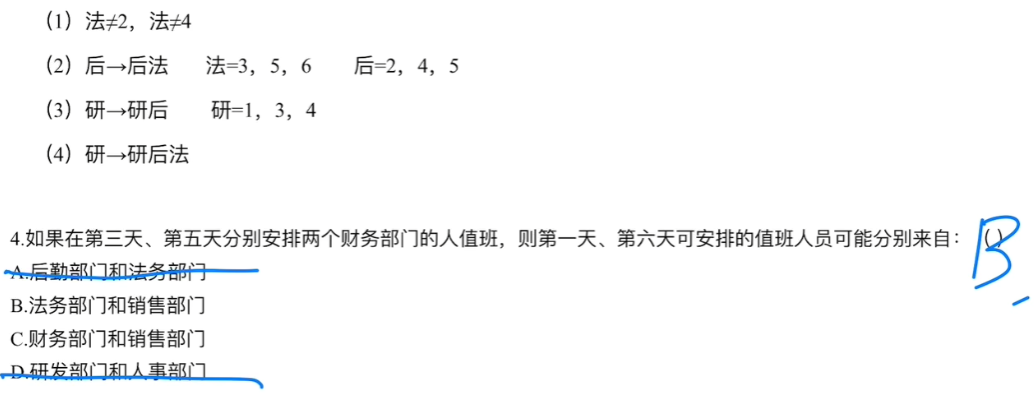 （1）法≠2，法≠4
（2）后→后法 法=3，5，6 后=2，4，5
（3）研→研后 研=1，3，4
（4）研→研后法
4.如果在第三天、第五天分别安排两个财务部门的人值班，则第一天、第六天可安排的值班人员可能分别来自：（） B
A.后勤部门和法务部门
B.法务部门和销售部门
C.财务部门和销售部门
D.研发部门和人事部门